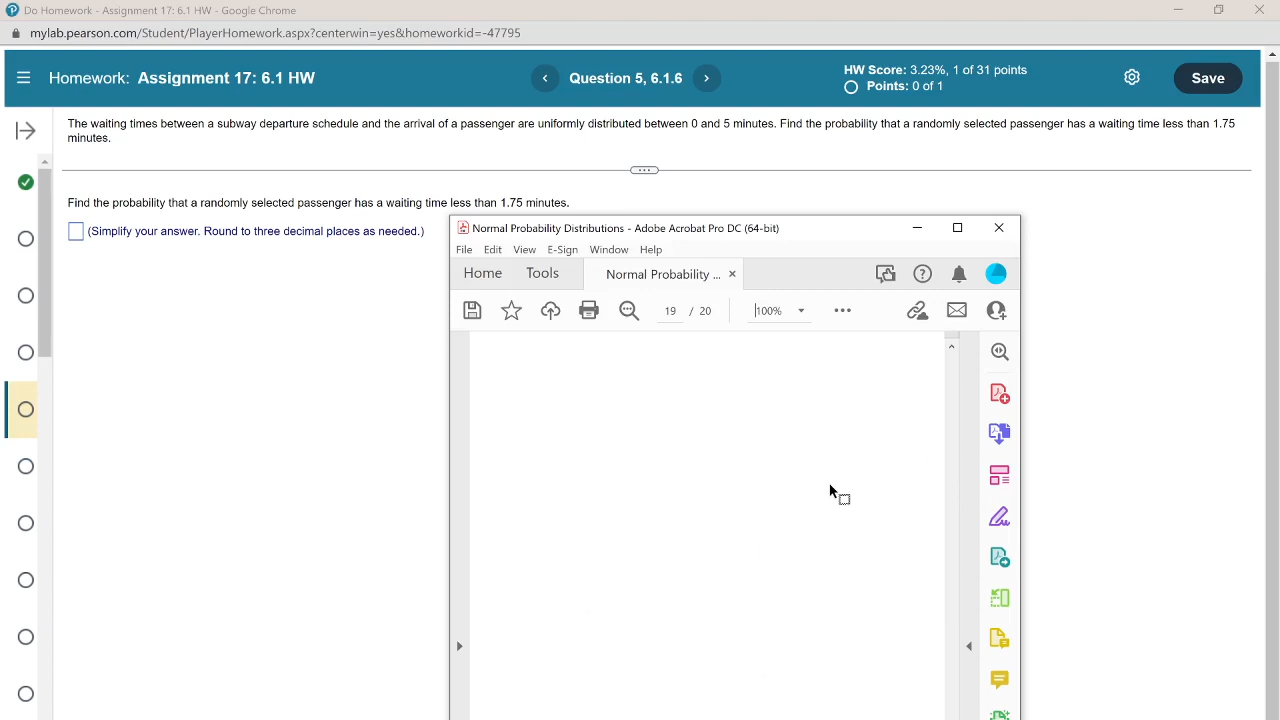 Do Homework - Assignment 17: 6.1 HW - Google Chrome
mylab.pearson.com/Student/PlayerHomework.aspx?centerwin=yes&homeworkid=-47795
Homework: Assignment 17: 6.1 HW
Question 5, 6.1.6
HW Score: 3.23%, 1 of 31 points
Points: 0 of 1
Save
The waiting times between a subway departure schedule and the arrival of a passenger are uniformly distributed between 0 and 5 minutes. Find the probability that a randomly selected passenger has a waiting time less than 1.75
minutes.
Find the probability that a randomly selected passenger has a waiting time less than 1.75 minutes.
(Simplify your answer. Round to three decimal places as needed.)
Normal Probability Distributions - Adobe Acrobat Pro DC (64-bit)
File Edit View E-Sign Window Help
Home Tools Normal Probability ... ×
19 / 20 100%